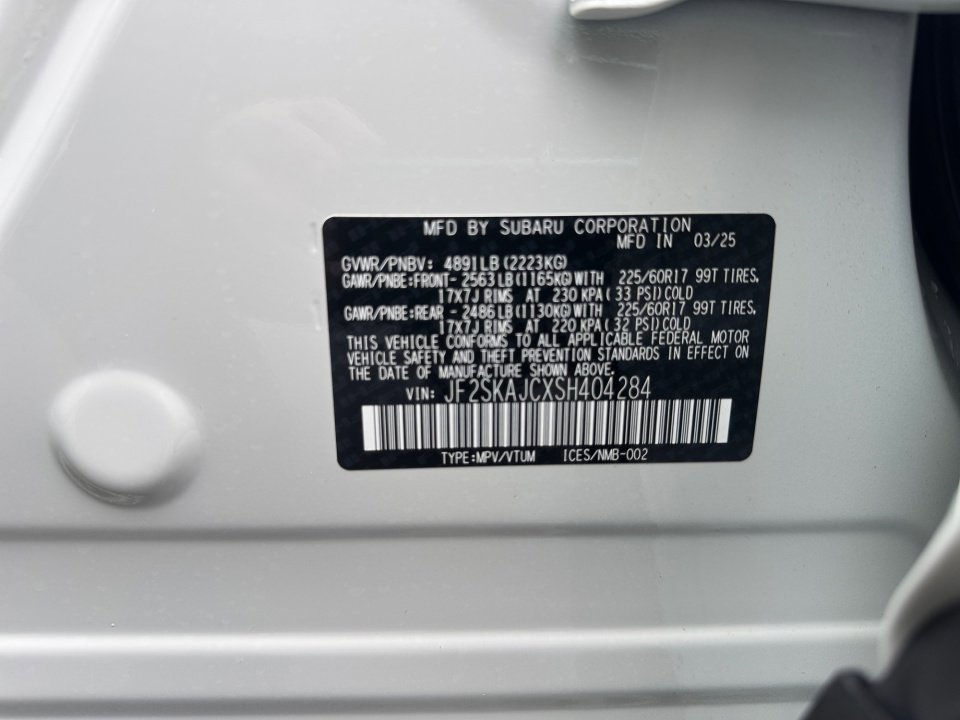 MFD BY SUBARU CORPORATION
MFD IN 03/25
GVWR/PNBV: 4891LB(2223KG)
GAWR/PNBE:FRONT- 2563LB(1165KG)WITH 225/60R17 99T TIRES,
17X7J RIMS AT 230 KPA(33 PSI)COLD
GAWR/PNBE:REAR - 2486LB(1130KG)WITH 225/60R17 99T TIRES,
17X7J RIMS AT 220 KPA(32 PSI)COLD
THIS VEHICLE CONFORMS TO ALL APPLICABLE FEDERAL MOTOR
VEHICLE SAFETY AND THEFT PREVENTION STANDARDS IN EFFECT ON
THE DATE OF MANUFACTURE SHOWN ABOVE.
VIN: JF2SKAJCXSH404284
TYPE:MPV/VTUM ICES/NMB-002